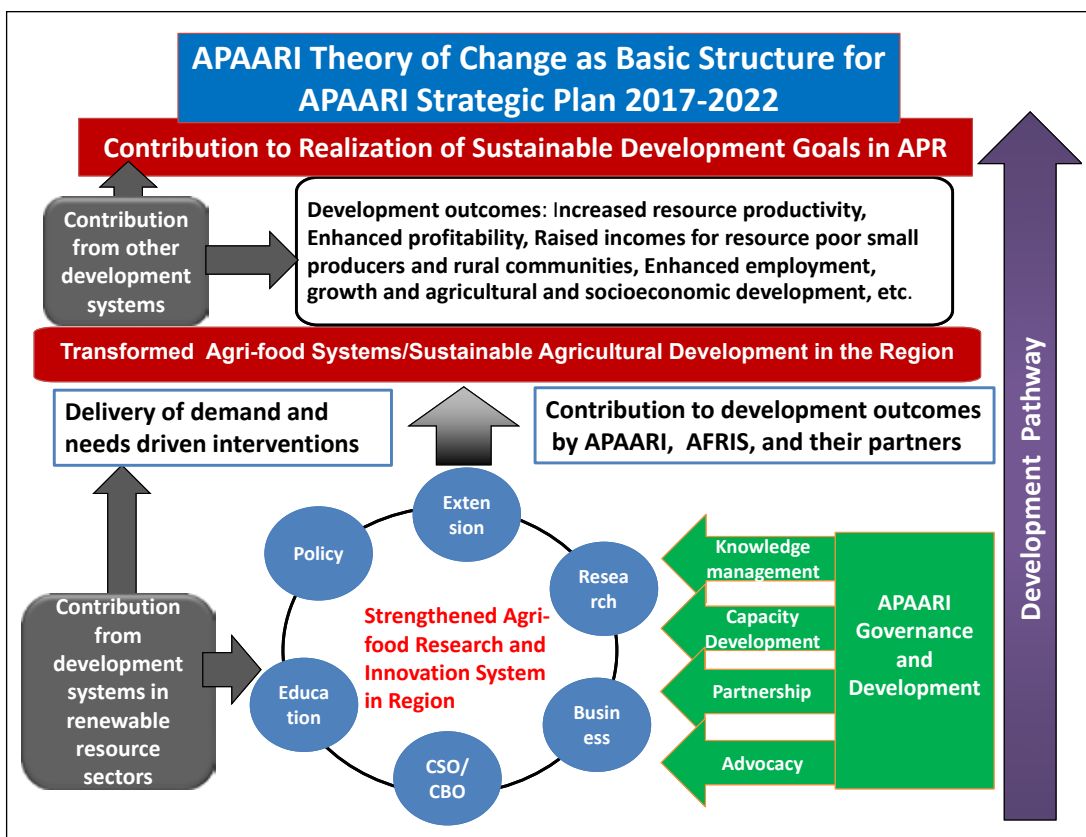 APAARI Theory of Change as Basic Structure for
APAARI Strategic Plan 2017-2022
Contribution to Realization of Sustainable Development Goals in APR
Contribution
from other
development
systems
Development outcomes: Increased resource productivity,
Enhanced profitability, Raised incomes for resource poor small
producers and rural communities, Enhanced employment,
growth and agricultural and socioeconomic development, etc.
Transformed Agri-food Systems/Sustainable Agricultural Development in the Region
Delivery of demand and
needs driven interventions
Contribution to development outcomes
by APAARI, AFRIS, and their partners
Exten
sion
Policy
Resea
rch
Strengthened Agri-
food Research and
Innovation System
in Region
Educa
tion
Busin
ess
CSO/
CBO
Contribution
from
development
systems in
renewable
resource
sectors
Knowledge
management
Capacity
Development
Partnership
Advocacy
APAARI
Governance
and
Development
Development Pathway